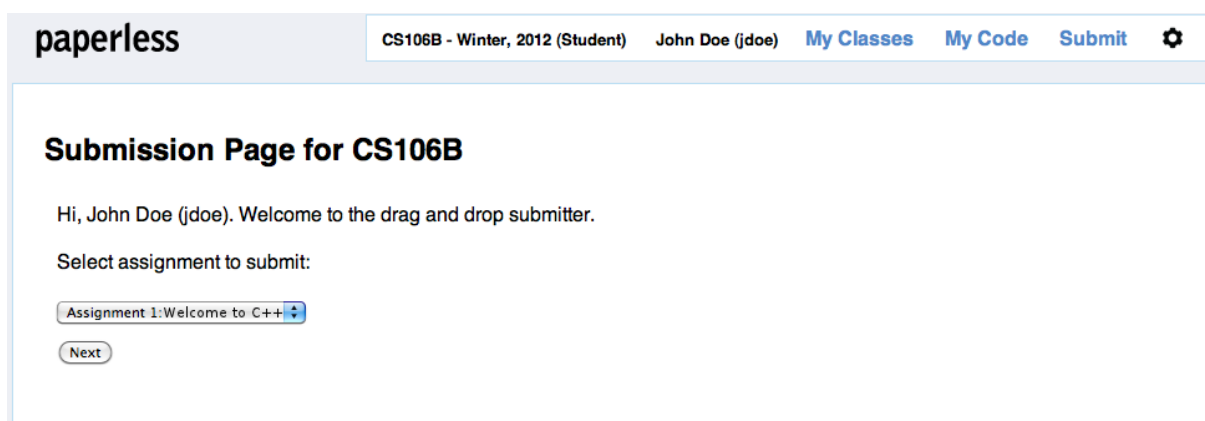 paperless
CS106B - Winter, 2012 (Student) John Doe (jdoe) My Classes My Code Submit
Submission Page for CS106B
Hi, John Doe (jdoe). Welcome to the drag and drop submitter.
Select assignment to submit:
Assignment 1:Welcome to C++
Next